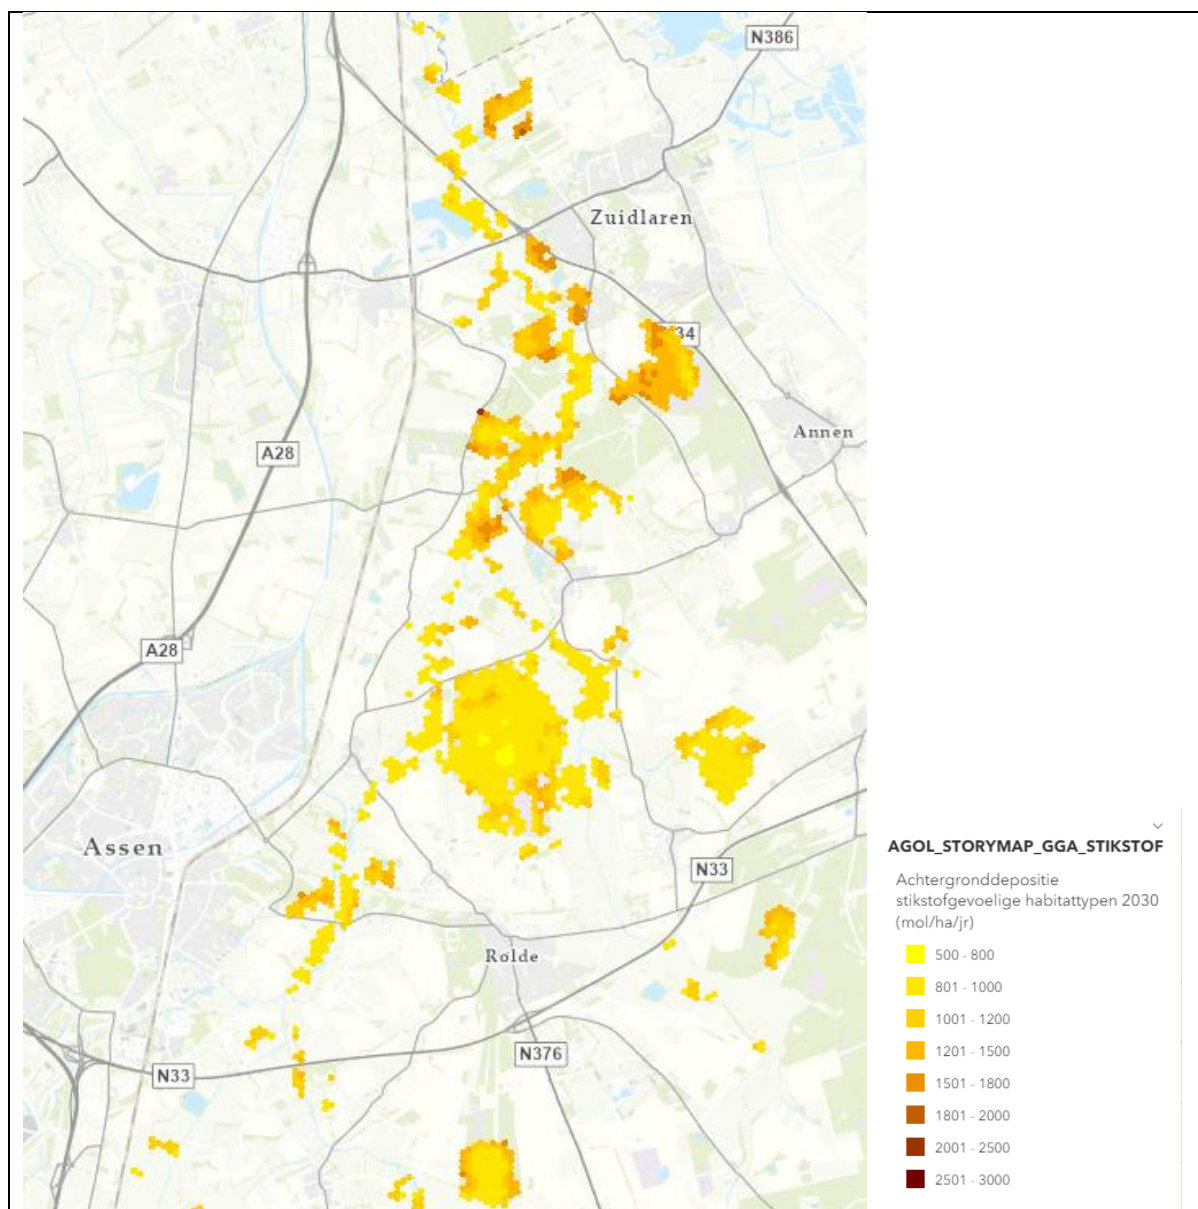 N386
Zuidlaren
34
Annen
A28
A28
Assen
N33
Rolde
N376
N33
AGOL_STORYMAP_GGA_STIKSTOF
Achtergronddepositie
stikstofgevoelige habitattypen 2030
(mol/ha/jr)
500 - 800
801 - 1000
1001 - 1200
1201 - 1500
1501 - 1800
1801 - 2000
2001 - 2500
2501 - 3000